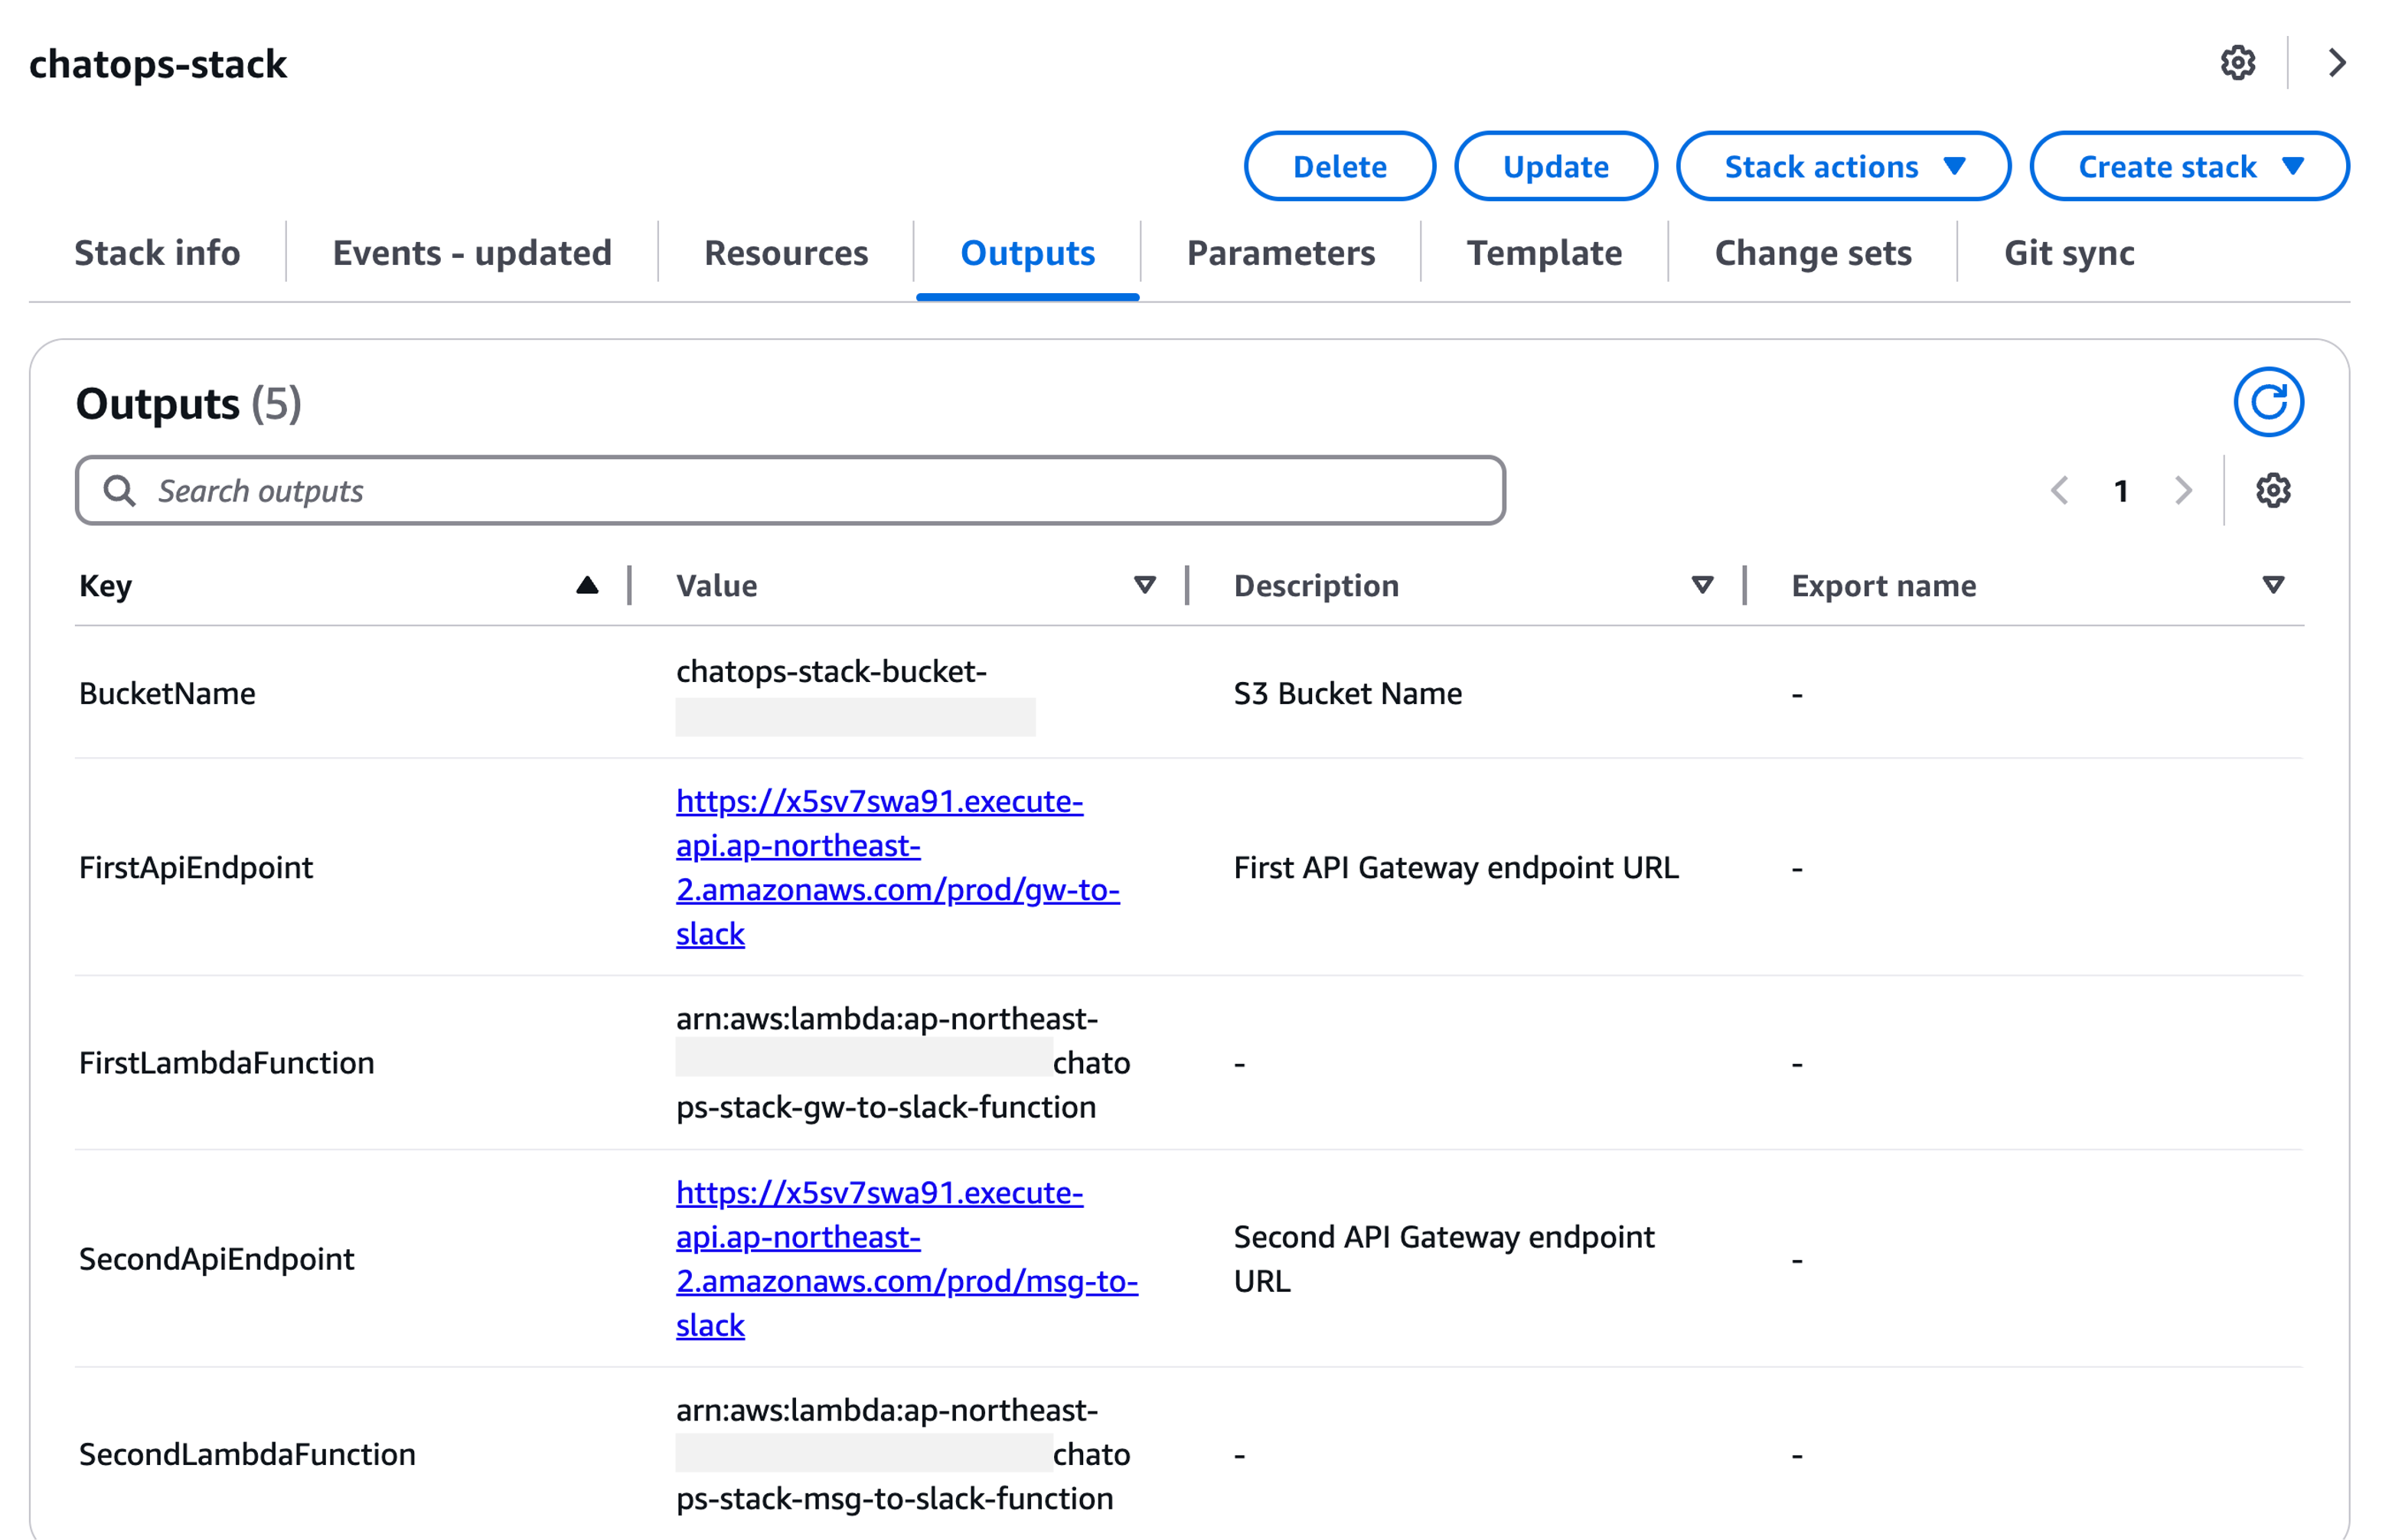 chatops-stack
Delete
Update
Stack actions
Create stack
Stack info
Events - updated
Resources
Outputs
Parameters
Template
Change sets
Git sync
Outputs (5)
Search outputs
1
Key
Value
Description
Export name
BucketName
chatops-stack-bucket-
S3 Bucket Name
-
FirstApiEndpoint
https://x5sv7swa91.execute-
api.ap-northeast-
2.amazonaws.com/prod/gw-to-
slack
First API Gateway endpoint URL
-
FirstLambdaFunction
arn:aws:lambda:ap-northeast-
chato
ps-stack-gw-to-slack-function
-
-
SecondApiEndpoint
https://x5sv7swa91.execute-
api.ap-northeast-
2.amazonaws.com/prod/msg-to-
slack
Second API Gateway endpoint
URL
-
SecondLambdaFunction
arn:aws:lambda:ap-northeast-
chato
ps-stack-msg-to-slack-function
-
-